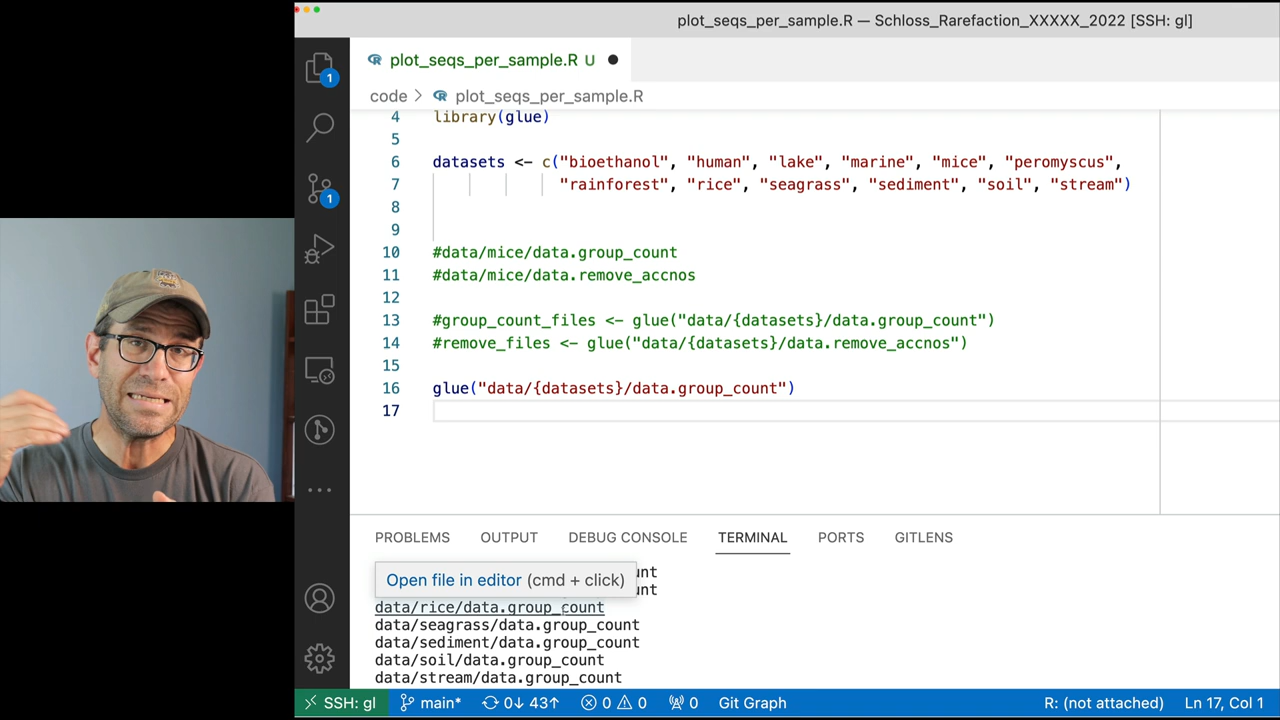 plot_seqs_per_sample.R — Schloss_Rarefaction_XXXXX_2022 [SSH: gl]
plot_seqs_per_sample.R U
code > plot_seqs_per_sample.R
4 library(glue)
5
6 datasets <- c("bioethanol", "human", "lake", "marine", "mice", "peromyscus",
7 "rainforest", "rice", "seagrass", "sediment", "soil", "stream")
8
9
10 #data/mice/data.group_count
11 #data/mice/data.remove_accnos
12
13 #group_count_files <- glue("data/{datasets}/data.group_count")
14 #remove_files <- glue("data/{datasets}/data.remove_accnos")
15
16 glue("data/{datasets}/data.group_count")
17
1
1
PROBLEMS OUTPUT DEBUG CONSOLE TERMINAL PORTS GITLENS
unt
Open file in editor (cmd + click)
unt
data/rice/data.group_count
data/seagrass/data.group_count
data/sediment/data.group_count
data/soil/data.group_count
data/stream/data.group_count
SSH: gl main* 0↓ 43↑ 0 0 0 Git Graph R: (not attached) Ln 17, Col 1